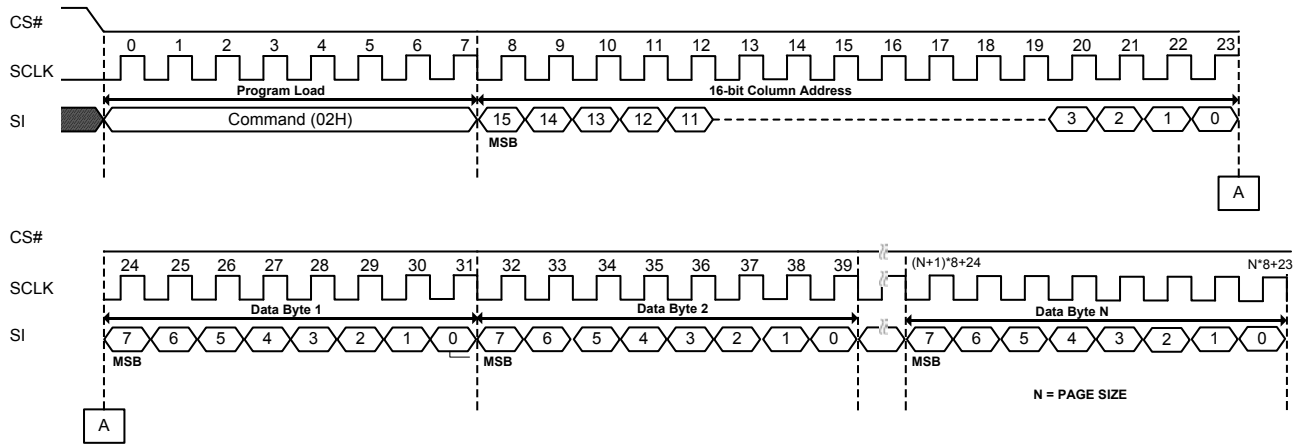 CS#
0 1 2 3 4 5 6 7 8 9 10 11 12 13 14 15 16 17 18 19 20 21 22 23
SCLK
Program Load 16-bit Column Address
SI Command (02H) 15 14 13 12 11 3 2 1 0
MSB
A
CS#
24 25 26 27 28 29 30 31 32 33 34 35 36 37 38 39 (N+1)*8+24 N*8+23
SCLK
Data Byte 1 Data Byte 2 Data Byte N
SI 7 6 5 4 3 2 1 0 7 6 5 4 3 2 1 0 7 6 5 4 3 2 1 0
MSB MSB MSB
N = PAGE SIZE
A